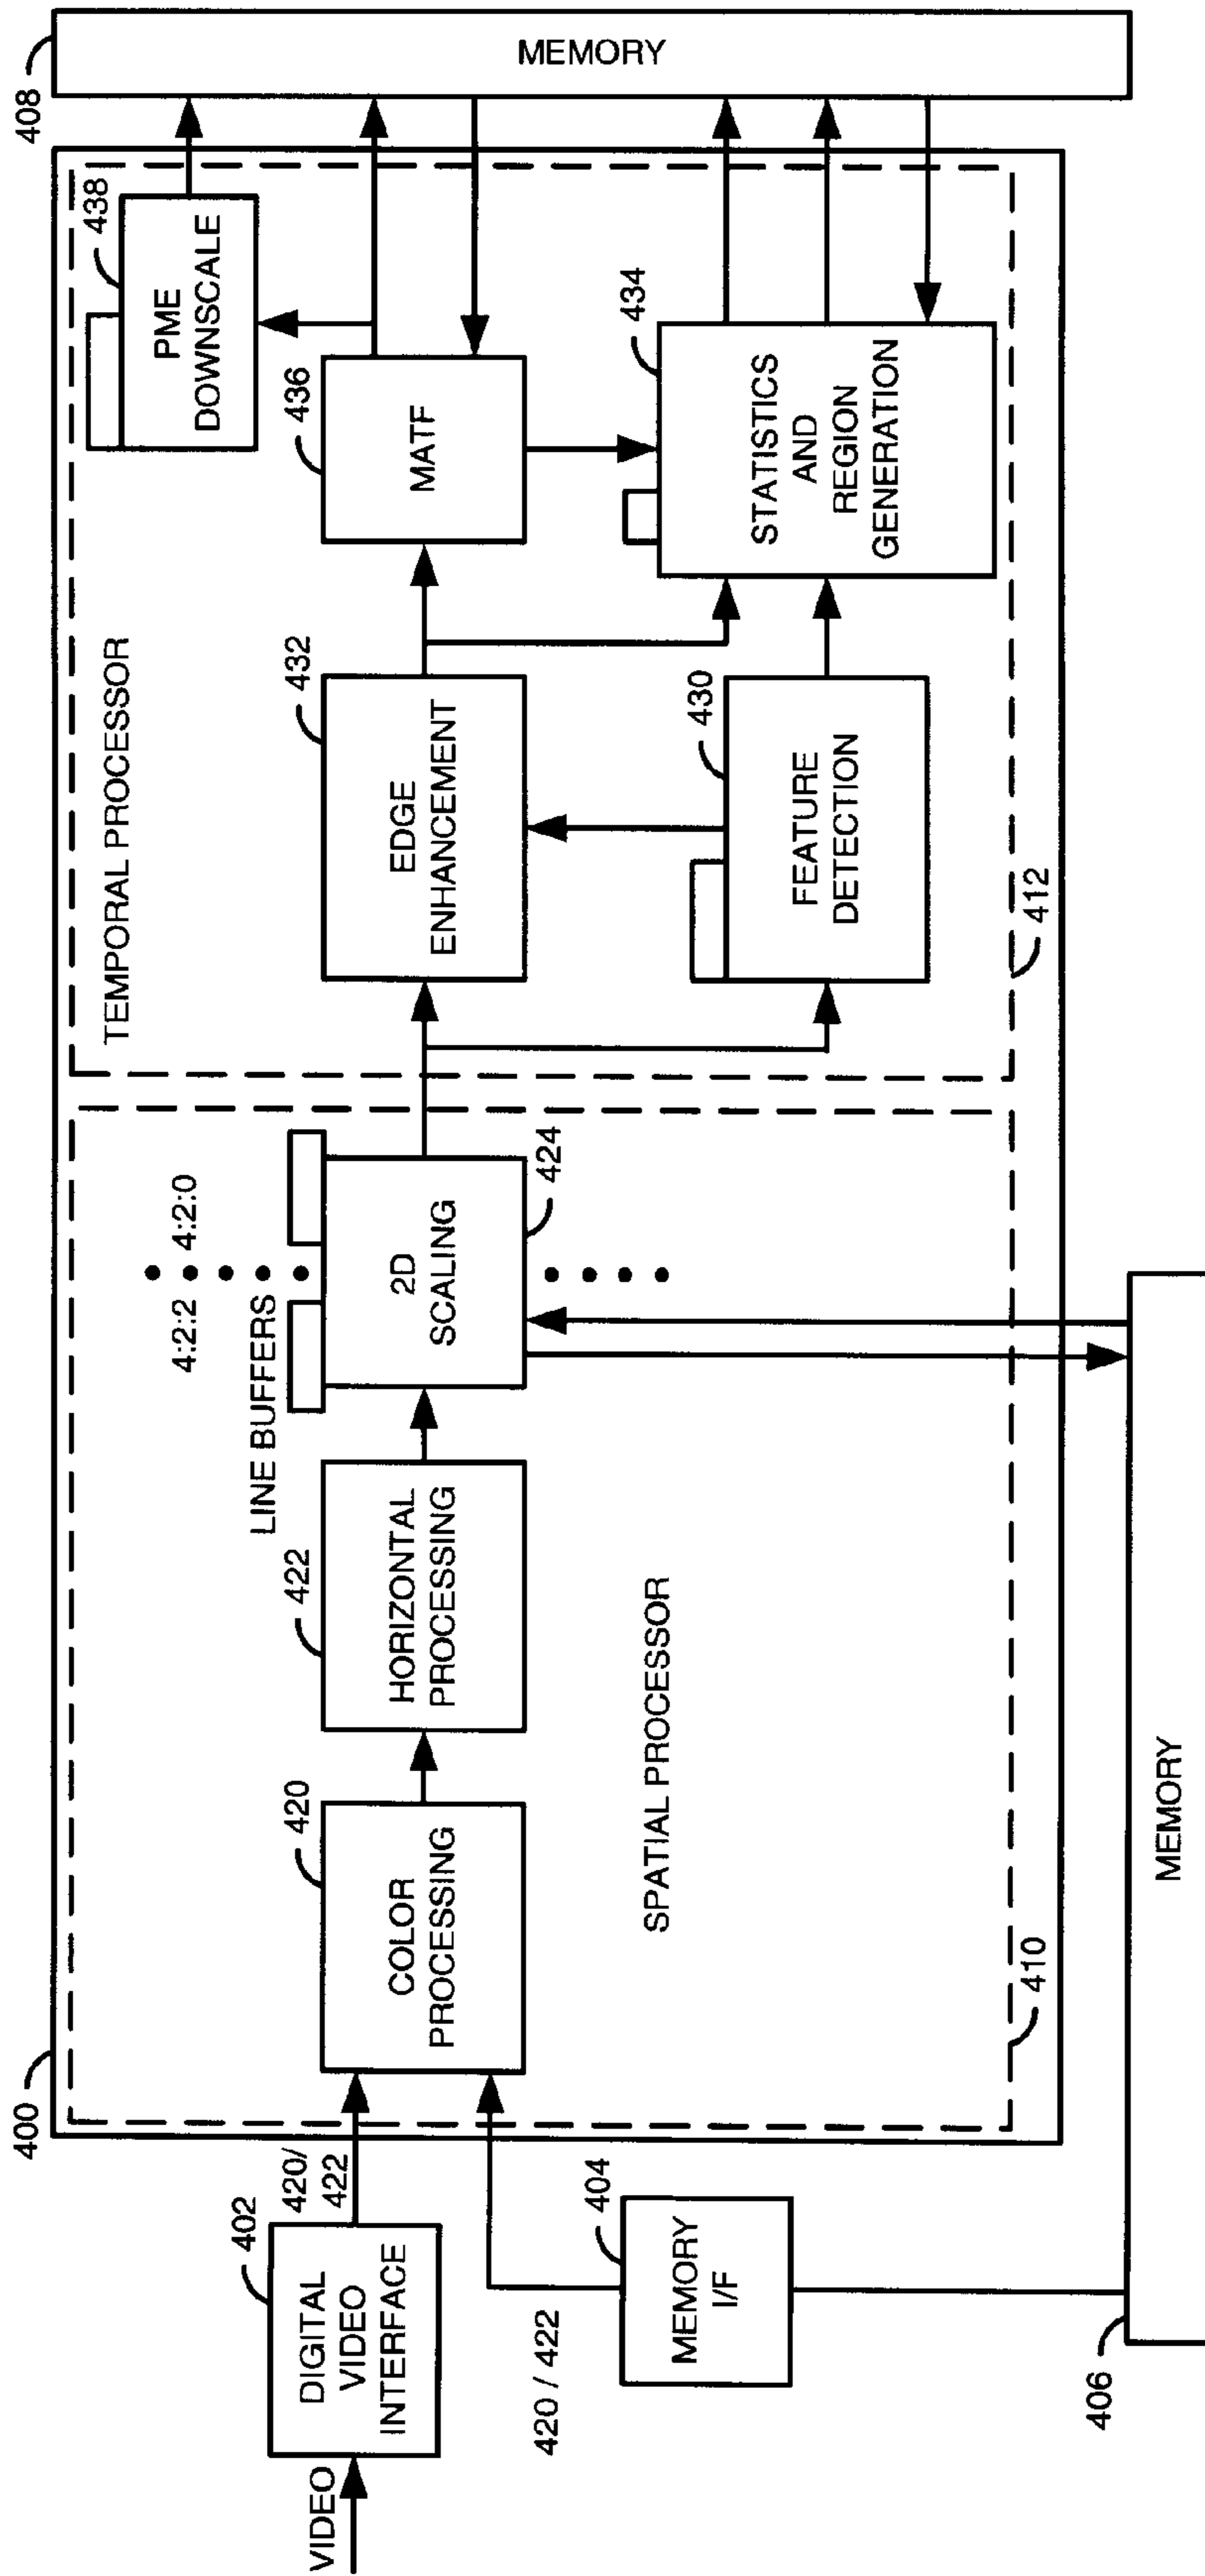 VIDEO
DIGITAL
VIDEO
INTERFACE
402
420/
422
MEMORY
I/F
404
420 / 422
406
MEMORY
400
410
SPATIAL PROCESSOR
COLOR
PROCESSING
420
HORIZONTAL
PROCESSING
422
LINE BUFFERS
4:2:2
4:2:0
2D
SCALING
424
TEMPORAL PROCESSOR
412
EDGE
ENHANCEMENT
432
FEATURE
DETECTION
430
MATF
436
STATISTICS
AND
REGION
GENERATION
434
PME
DOWNSCALE
438
MEMORY
408